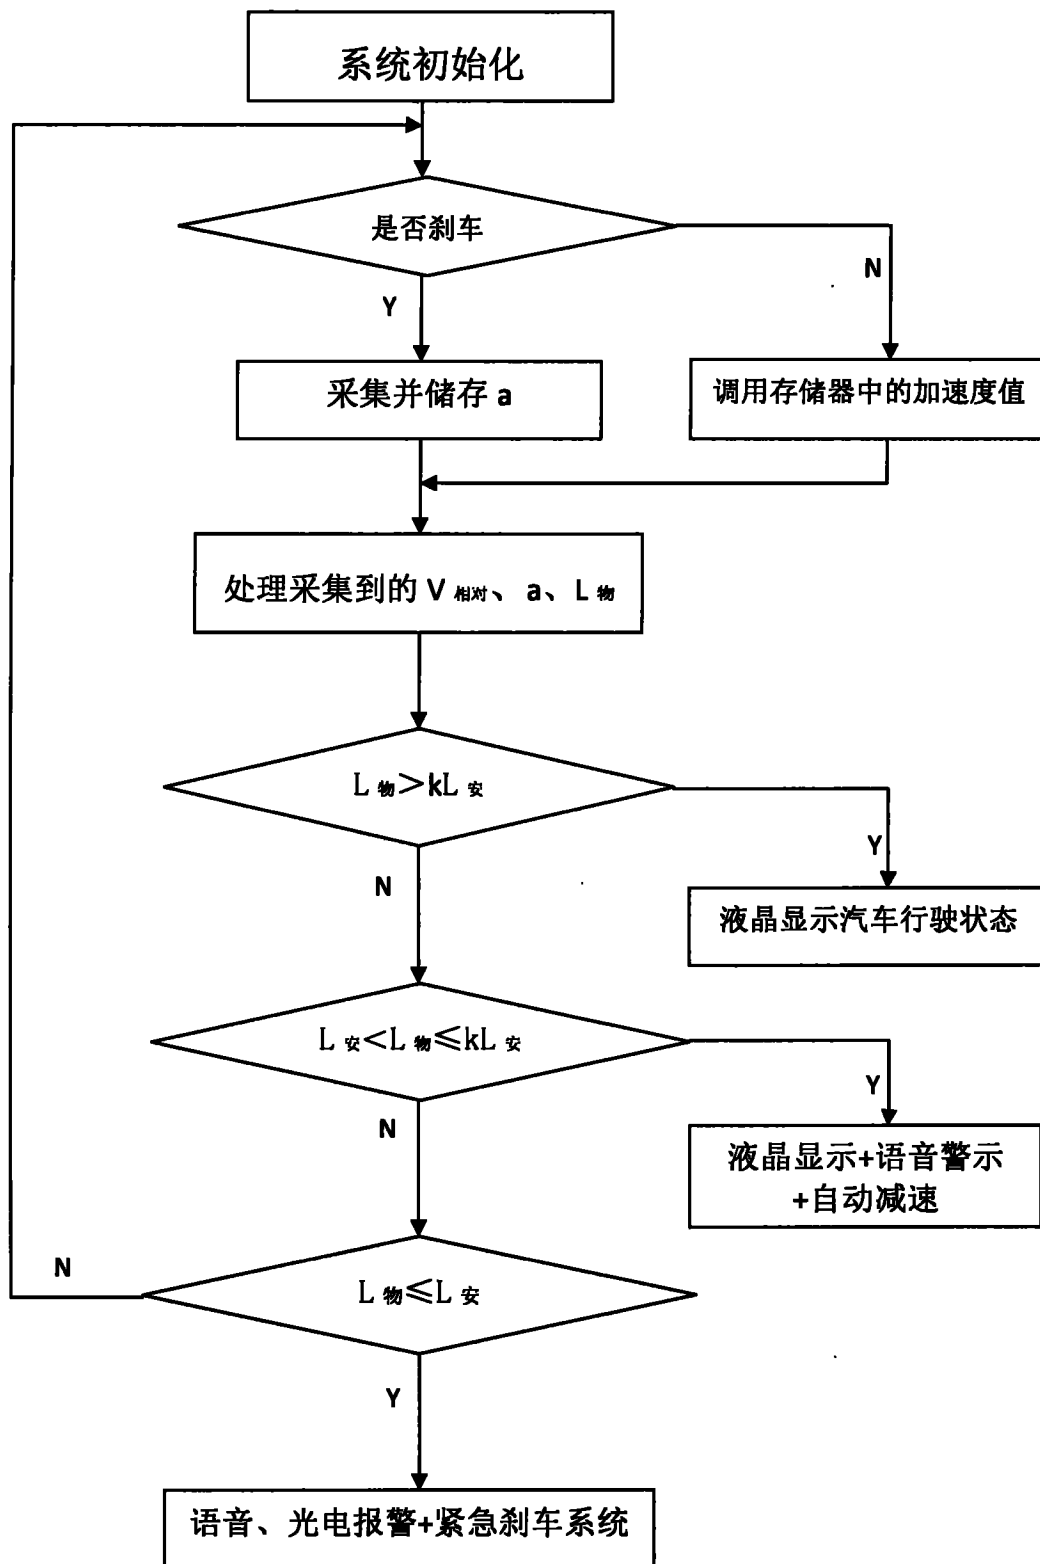 系统初始化
是否刹车
N
Y
采集并储存 a
调用存储器中的加速度值
处理采集到的 V 相对、a、L 物
L 物>kL 安
Y
N
液晶显示汽车行驶状态
L 安<L 物≤kL 安
Y
N
液晶显示+语音警示
+自动减速
N
L 物≤L 安
Y
语音、光电报警+紧急刹车系统